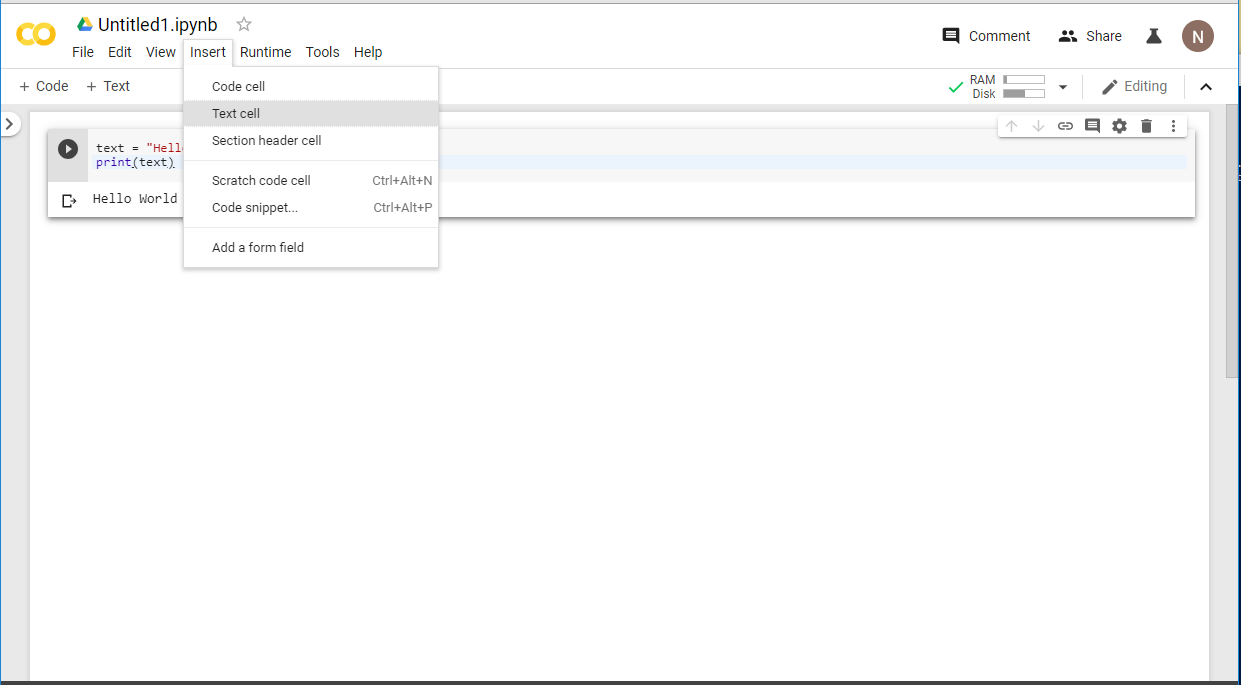 Untitled1.ipynb
File Edit View Insert Runtime Tools Help
Comment Share N
+ Code + Text
RAM
Disk
Editing
Code cell
Text cell
Section header cell
Scratch code cell Ctrl+Alt+N
Code snippet... Ctrl+Alt+P
Add a form field
text = "Hell
print(text)
Hello World